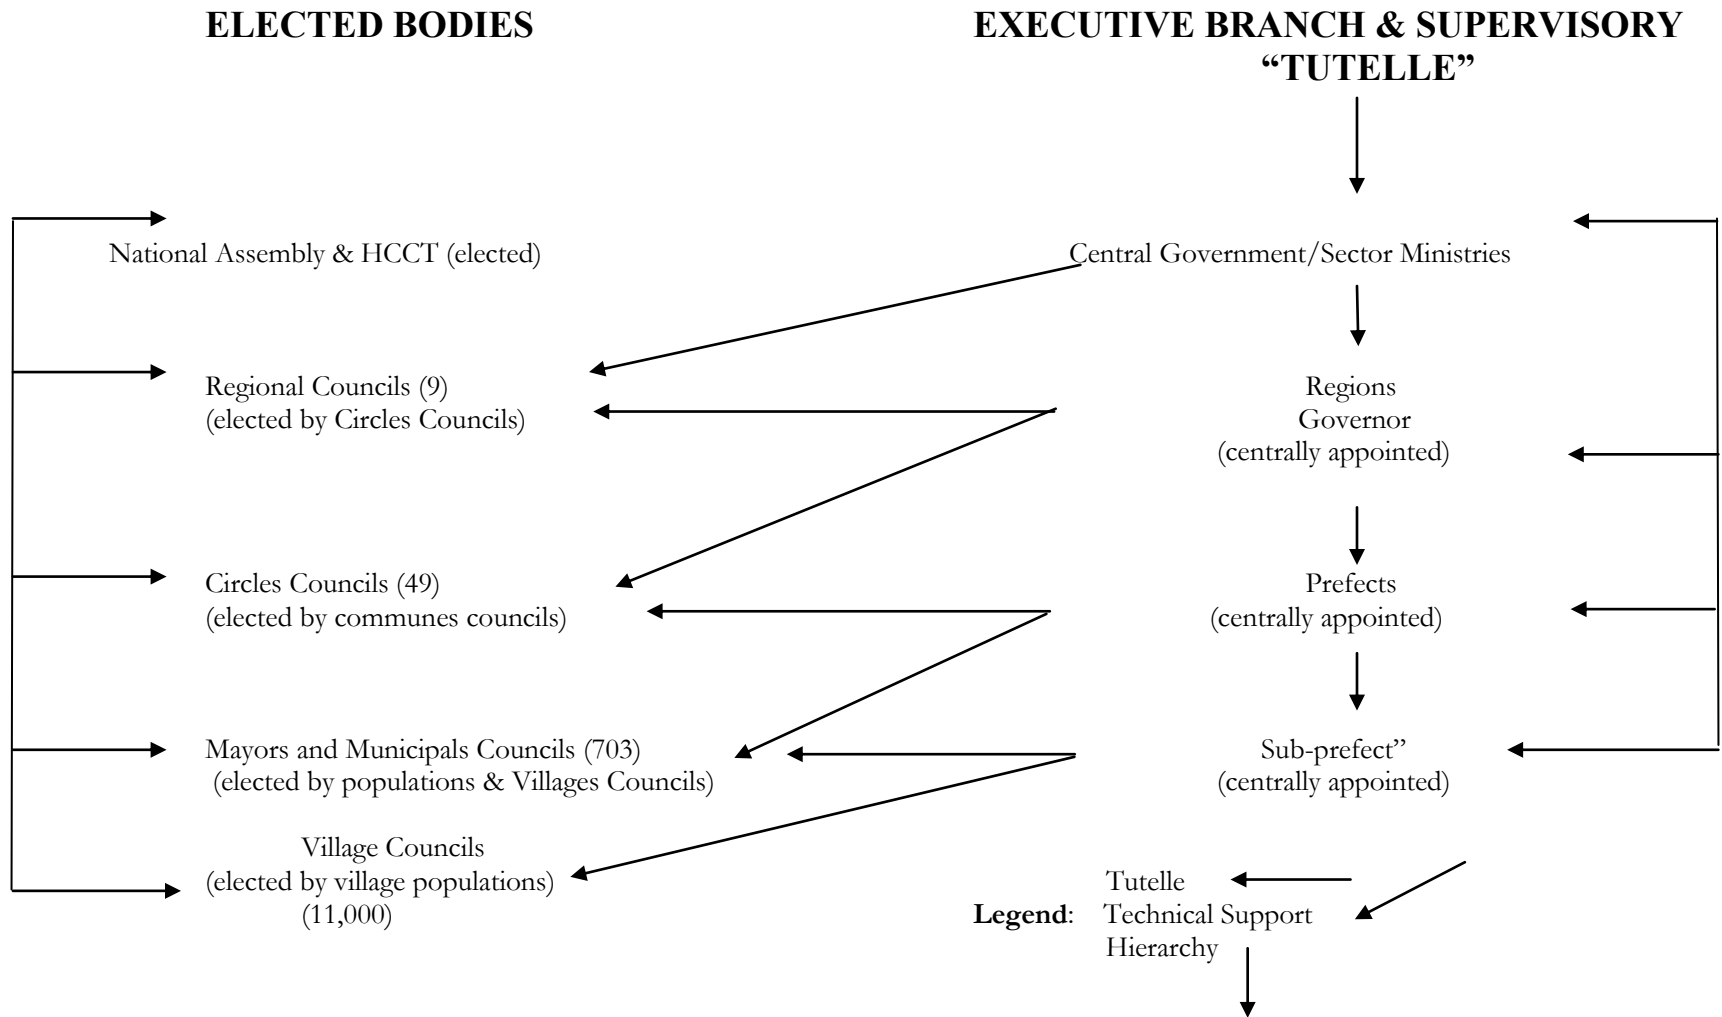 ELECTED BODIES
EXECUTIVE BRANCH & SUPERVISORY
“TUTELLE”
National Assembly & HCCT (elected)
Central Government/Sector Ministries
Regional Councils (9)
(elected by Circles Councils)
Regions
Governor
(centrally appointed)
Circles Councils (49)
(elected by communes councils)
Prefects
(centrally appointed)
Mayors and Municipals Councils (703)
(elected by populations & Villages Councils)
Sub-prefect”
(centrally appointed)
Village Councils
(elected by village populations)
(11,000)
Tutelle
Legend: Technical Support
Hierarchy